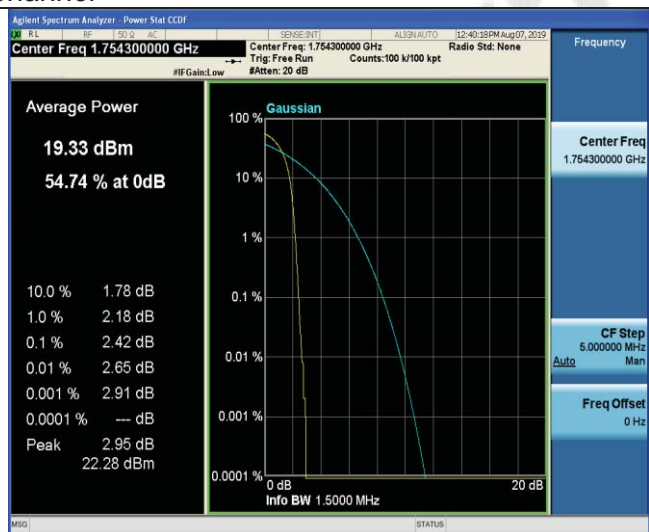 channel
Agilent Spectrum Analyzer - Power Stat CCDF
RL RF 50 Ω AC SENSE:INT ALIGN AUTO 12:40:18 PM Aug 07, 2019
Center Freq 1.754300000 GHz
Center Freq: 1.754300000 GHz Radio Std: None
Trig: Free Run Counts:100 k/100 kpt
#IFGain:Low #Atten: 20 dB
Frequency
Average Power
19.33 dBm
54.74 % at 0dB
10.0 % 1.78 dB
1.0 % 2.18 dB
0.1 % 2.42 dB
0.01 % 2.65 dB
0.001 % 2.91 dB
0.0001 % --- dB
Peak 2.95 dB
22.28 dBm
Gaussian
100 %
10 %
1 %
0.1 %
0.01 %
0.001 %
0.0001 %
0 dB 20 dB
Info BW 1.5000 MHz
Center Freq
1.754300000 GHz
CF Step
5.000000 MHz
Auto Man
Freq Offset
0 Hz
MSG STATUS